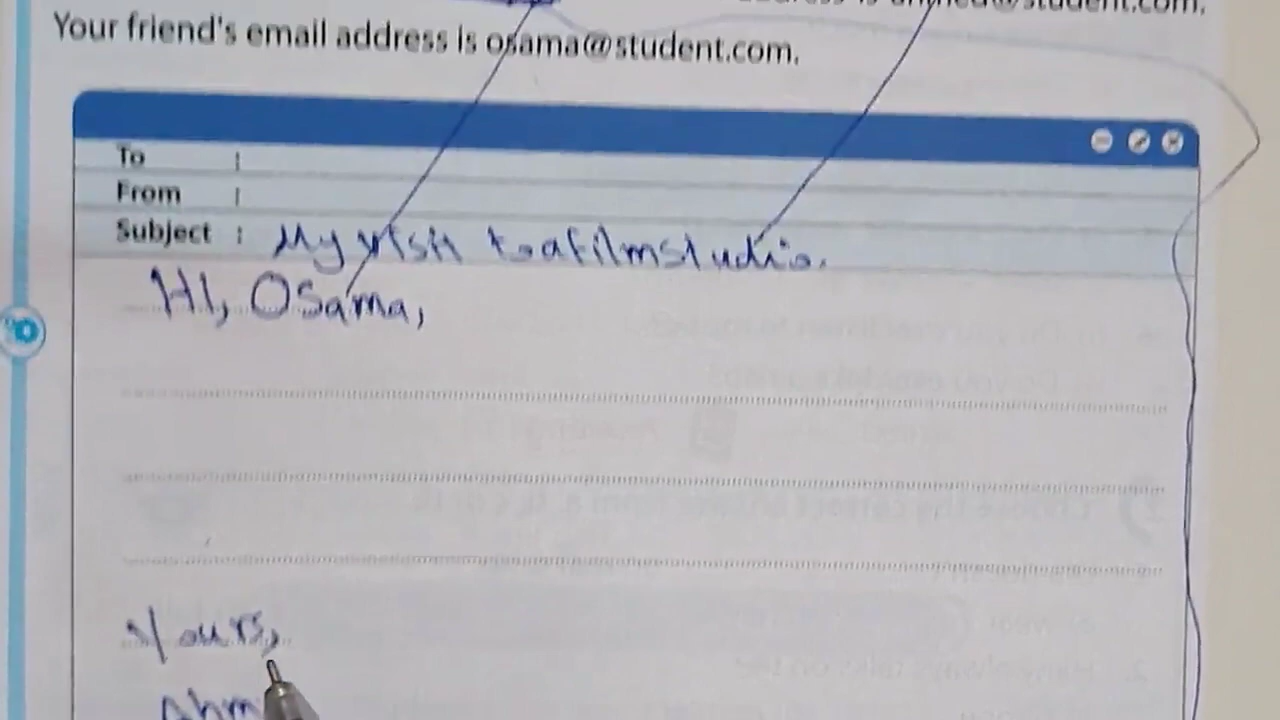 Your friend's email address is osama@student.com.
To :
From :
Subject : My visit to a film studio.
Hi, Osama,
Yours,